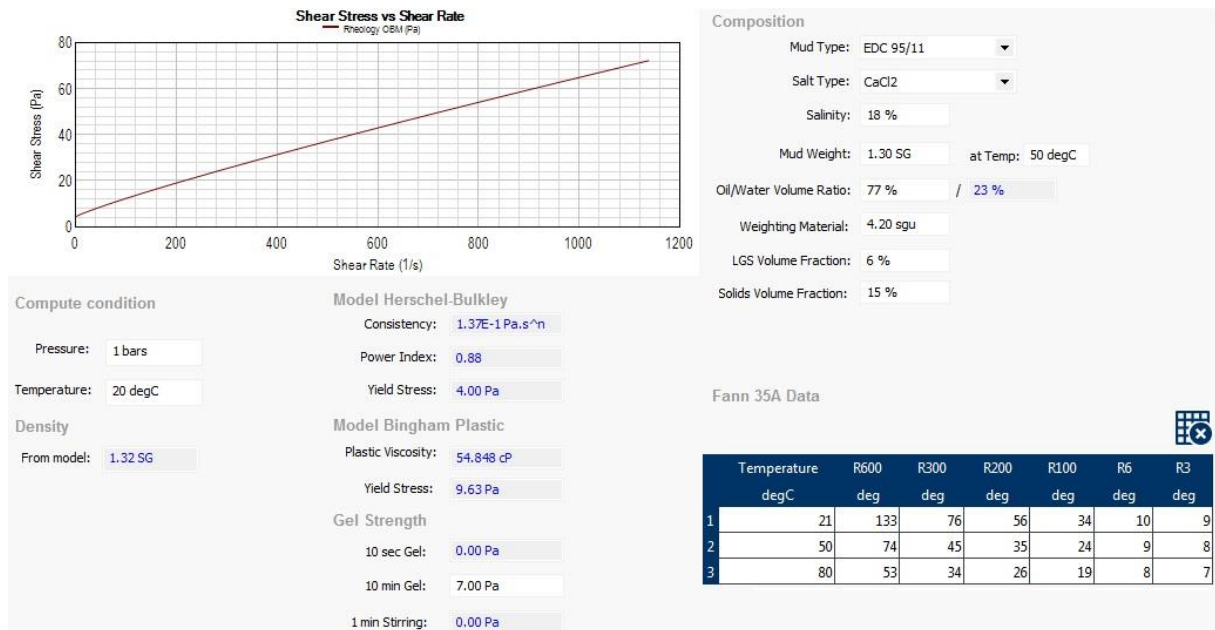 Shear Stress vs Shear Rate
Rheology OBM (Pa)
80
60
40
20
0
Shear Stress (Pa)
0 200 400 600 800 1000 1200
Shear Rate (1/s)
Composition
Mud Type: EDC 95/11
Salt Type: CaCl2
Salinity: 18 %
Mud Weight: 1.30 SG at Temp: 50 degC
Oil/Water Volume Ratio: 77 % / 23 %
Weighting Material: 4.20 sgu
LGS Volume Fraction: 6 %
Solids Volume Fraction: 15 %
Compute condition
Pressure: 1 bars
Temperature: 20 degC
Density
From model: 1.32 SG
Model Herschel-Bulkley
Consistency: 1.37E-1 Pa.s^n
Power Index: 0.88
Yield Stress: 4.00 Pa
Model Bingham Plastic
Plastic Viscosity: 54.848 cP
Yield Stress: 9.63 Pa
Gel Strength
10 sec Gel: 0.00 Pa
10 min Gel: 7.00 Pa
1 min Stirring: 0.00 Pa
Fann 35A Data
Temperature R600 R300 R200 R100 R6 R3
degC deg deg deg deg deg deg
1 21 133 76 56 34 10 9
2 50 74 45 35 24 9 8
3 80 53 34 26 19 8 7